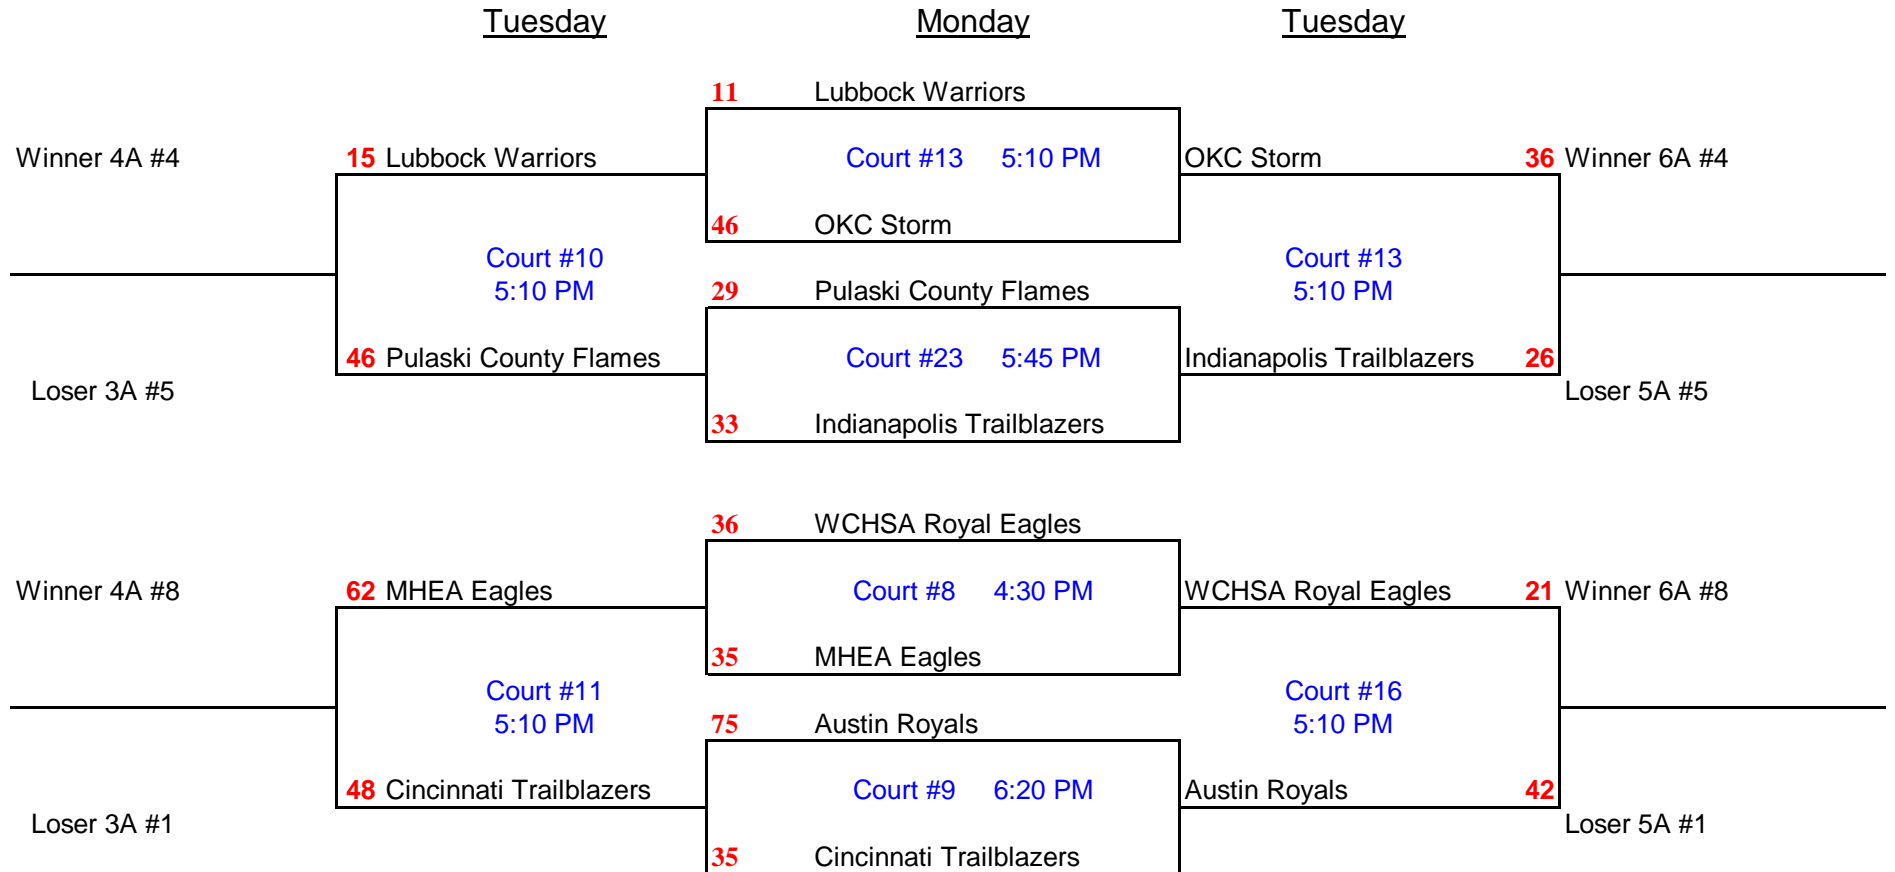 Tuesday Monday Tuesday
11 Lubbock Warriors
Winner 4A #4 15 Lubbock Warriors Court #13 5:10 PM OKC Storm 36 Winner 6A #4
46 OKC Storm
Court #10 Court #13
5:10 PM 29 Pulaski County Flames 5:10 PM
46 Pulaski County Flames Court #23 5:45 PM Indianapolis Trailblazers 26
Loser 3A #5 Loser 5A #5
33 Indianapolis Trailblazers
36 WCHSA Royal Eagles
Winner 4A #8 62 MHEA Eagles Court #8 4:30 PM WCHSA Royal Eagles 21 Winner 6A #8
35 MHEA Eagles
Court #11 Court #16
5:10 PM 75 Austin Royals 5:10 PM
48 Cincinnati Trailblazers Court #9 6:20 PM Austin Royals 42
Loser 3A #1 Loser 5A #1
35 Cincinnati Trailblazers